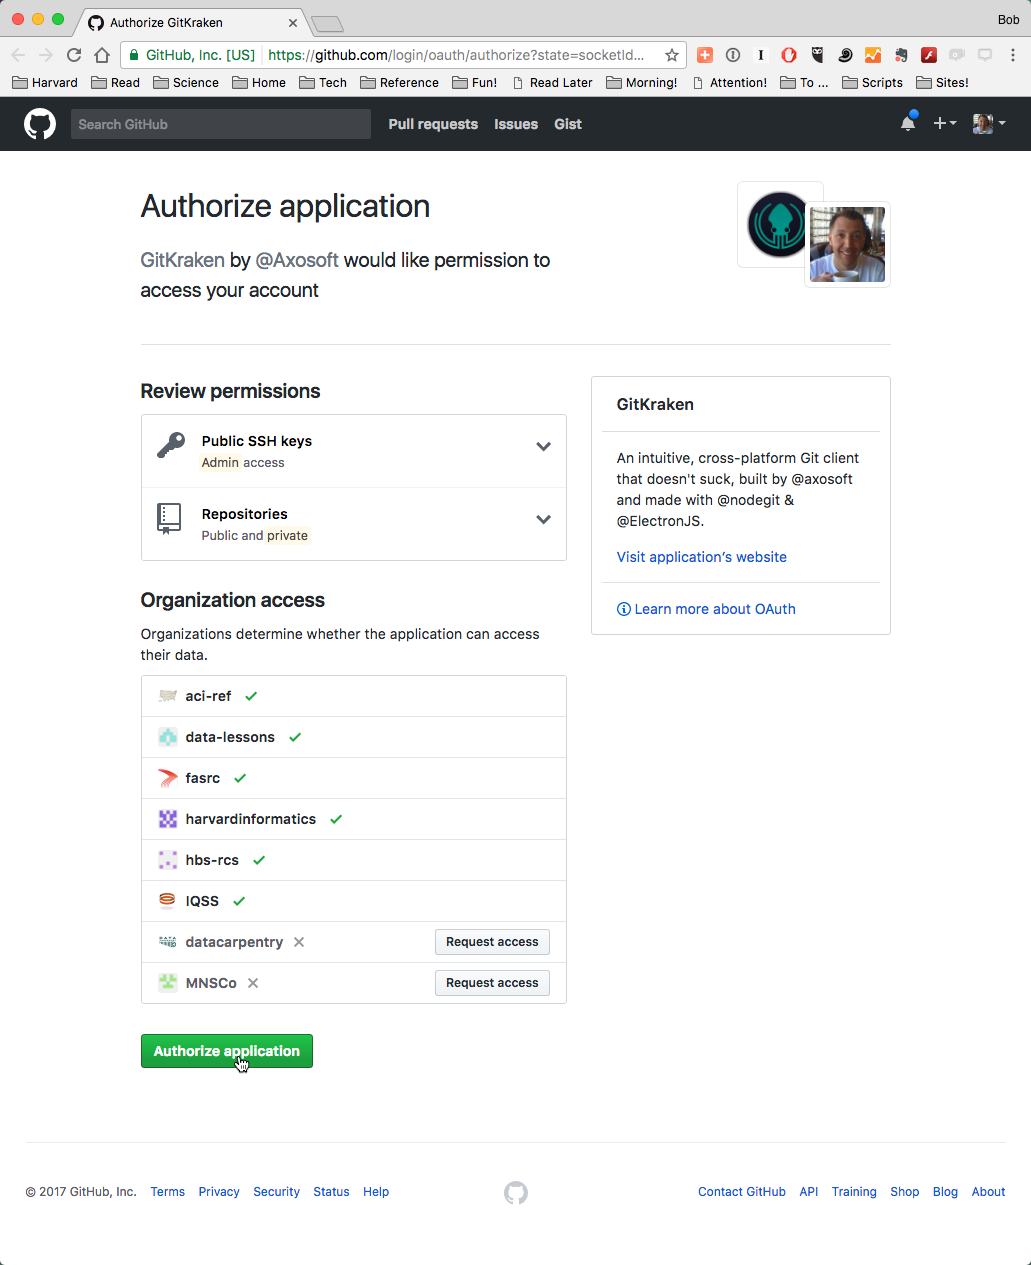 Authorize GitKraken
Bob
GitHub, Inc. [US]
https://github.com/login/oauth/authorize?state=socketId...
Harvard
Read
Science
Home
Tech
Reference
Fun!
Read Later
Morning!
Attention!
To ...
Scripts
Sites!
Search GitHub
Pull requests
Issues
Gist
Authorize application
GitKraken by @Axosoft would like permission to
access your account
Review permissions
Public SSH keys
Admin access
Repositories
Public and private
GitKraken
An intuitive, cross-platform Git client
that doesn't suck, built by @axosoft
and made with @nodegit &
@ElectronJS.
Visit application's website
Learn more about OAuth
Organization access
Organizations determine whether the application can access
their data.
aci-ref
data-lessons
fasrc
harvardinformatics
hbs-rcs
IQSS
datacarpentry
Request access
MNSCo
Request access
Authorize application
© 2017 GitHub, Inc.
Terms
Privacy
Security
Status
Help
Contact GitHub
API
Training
Shop
Blog
About